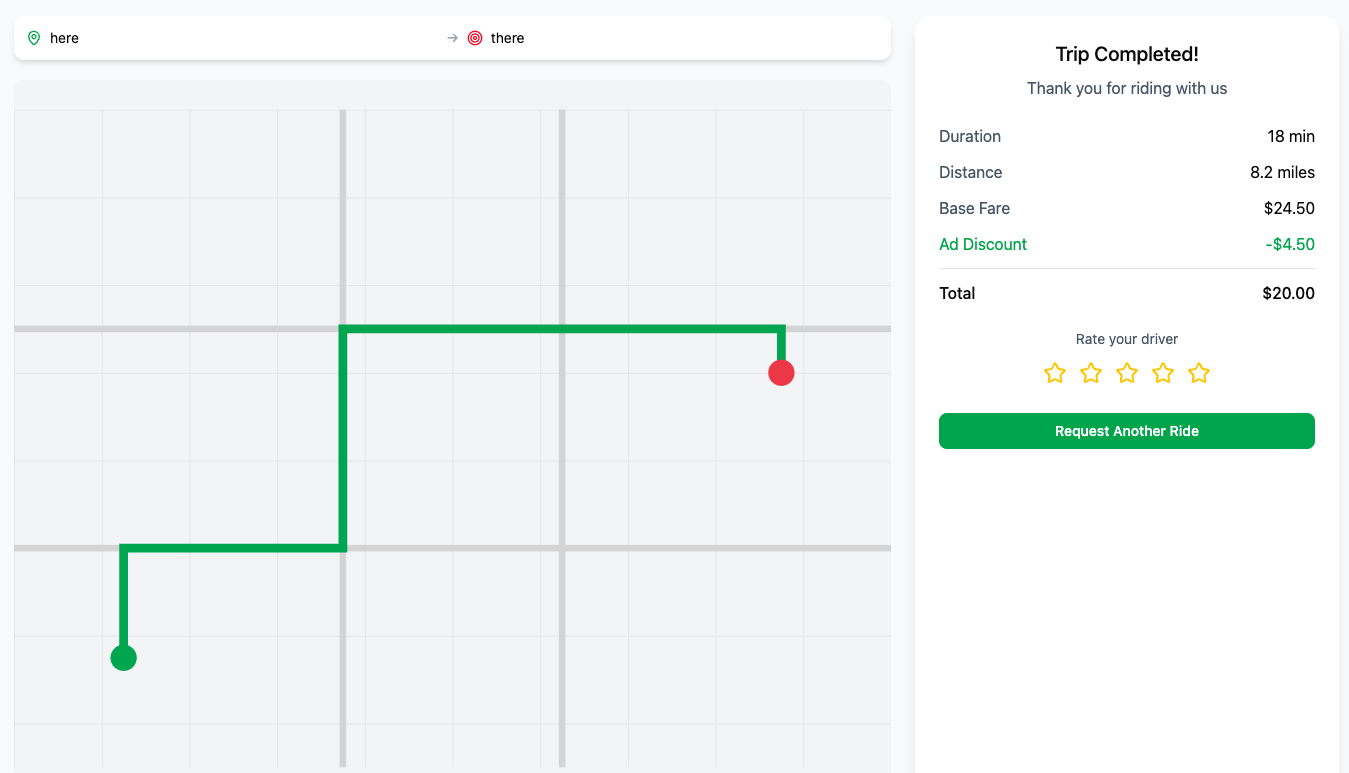 here → there
Trip Completed!
Thank you for riding with us
Duration 18 min
Distance 8.2 miles
Base Fare $24.50
Ad Discount -$4.50
Total $20.00
Rate your driver
Request Another Ride